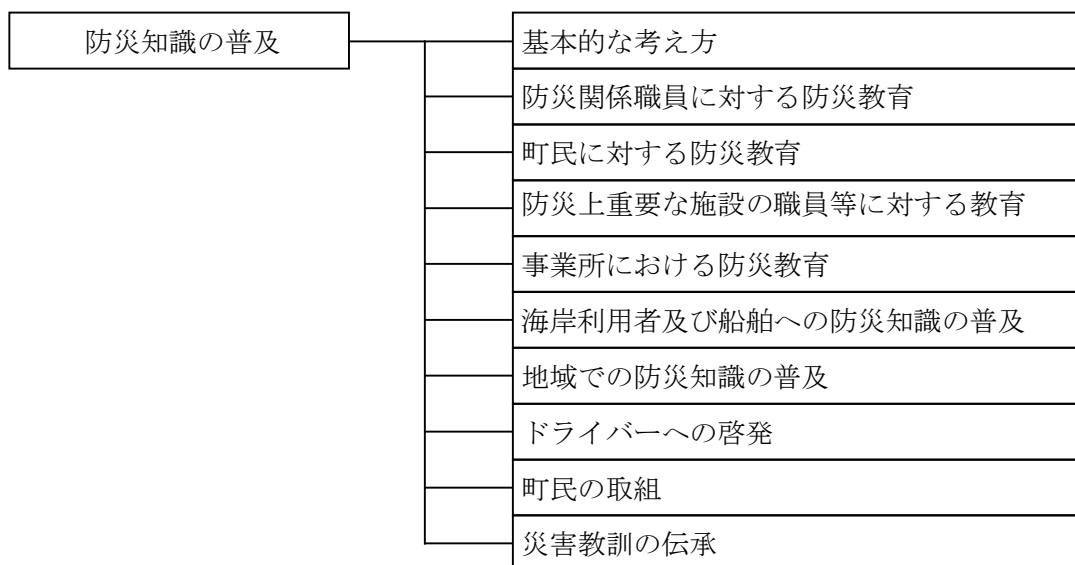 防災知識の普及
基本的な考え方
防災関係職員に対する防災教育
町民に対する防災教育
防災上重要な施設の職員等に対する教育
事業所における防災教育
海岸利用者及び船舶への防災知識の普及
地域での防災知識の普及
ドライバーへの啓発
町民の取組
災害教訓の伝承